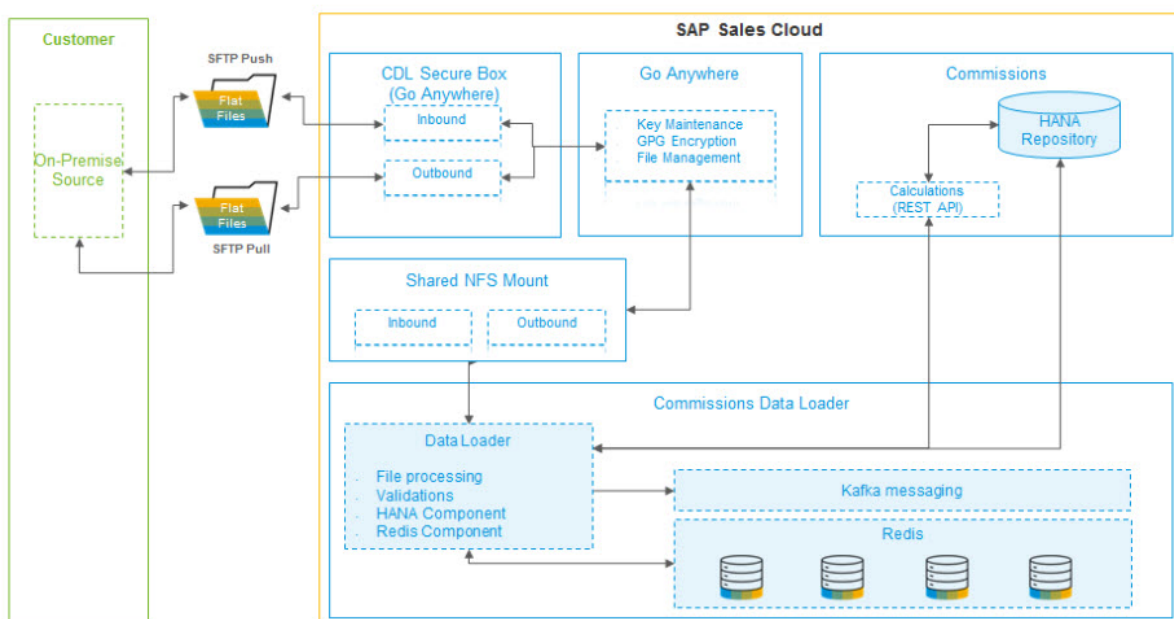 SAP Sales Cloud
Customer
SFTP Push
Flat
Files
On-Premise
Source
Flat
Files
SFTP Pull
CDL Secure Box
(Go Anywhere)
Inbound
Outbound
Go Anywhere
Key Maintenance
GPG Encryption
File Management
Commissions
HANA
Repository
Calculations
(REST API)
Shared NFS Mount
Inbound
Outbound
Commissions Data Loader
Data Loader
. File processing
. Validations
. HANA Component
. Redis Component
Kafka messaging
Redis